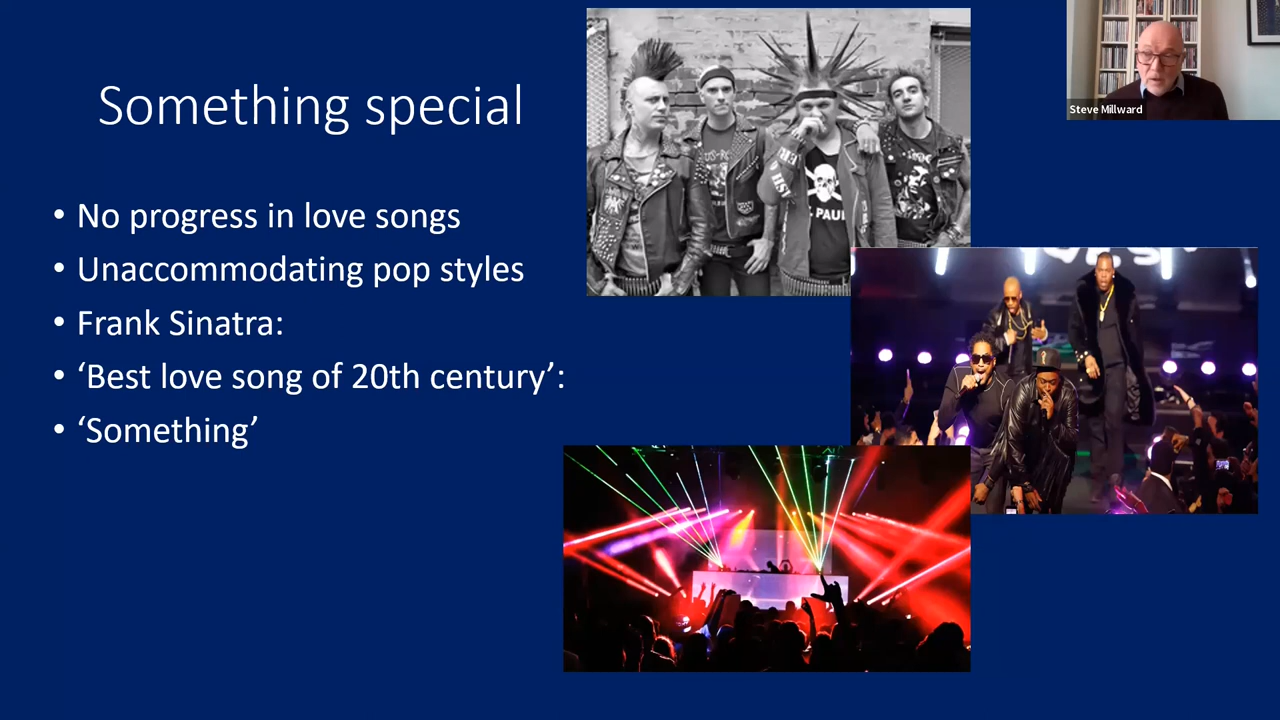 Something special
• No progress in love songs
• Unaccommodating pop styles
• Frank Sinatra:
• ‘Best love song of 20th century’:
• ‘Something’
Steve Millward